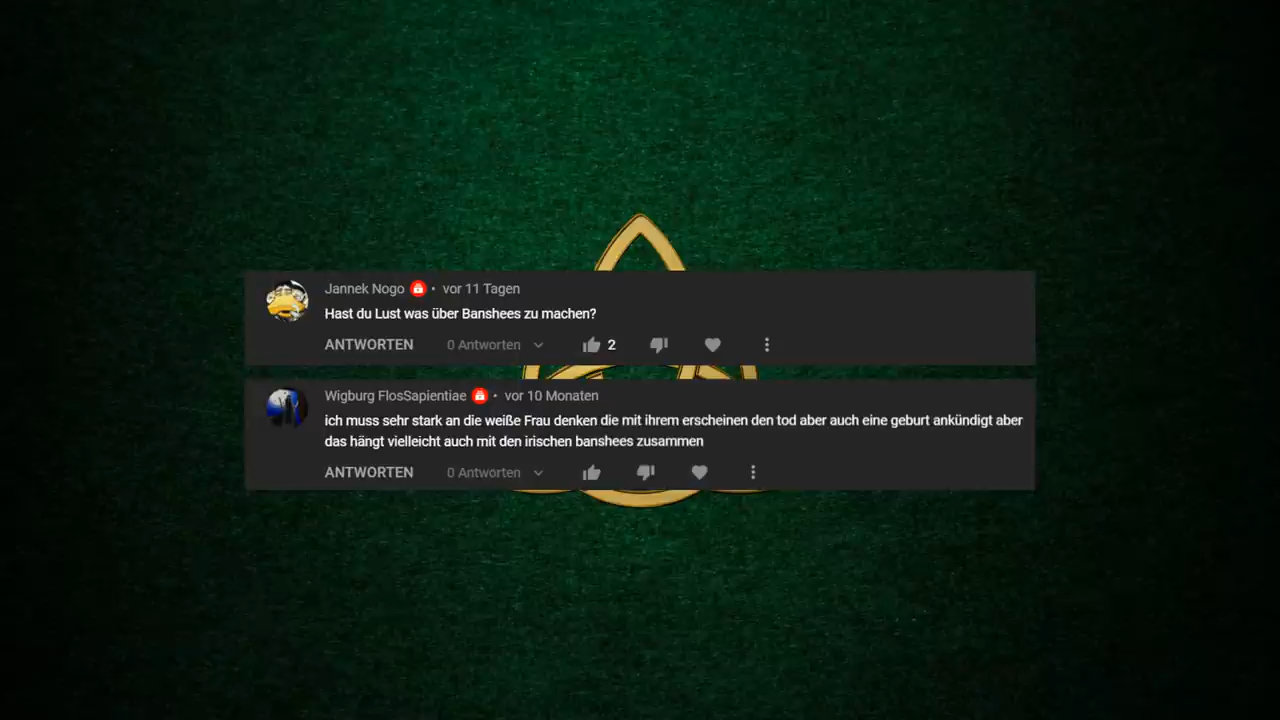 Jannek Nogo • vor 11 Tagen
Hast du Lust was über Banshees zu machen?
ANTWORTEN 0 Antworten 2
Wigburg FlosSapientiae • vor 10 Monaten
ich muss sehr stark an die weiße Frau denken die mit ihrem erscheinen den tod aber auch eine geburt ankündigt aber
das hängt vielleicht auch mit den irischen banshees zusammen
ANTWORTEN 0 Antworten